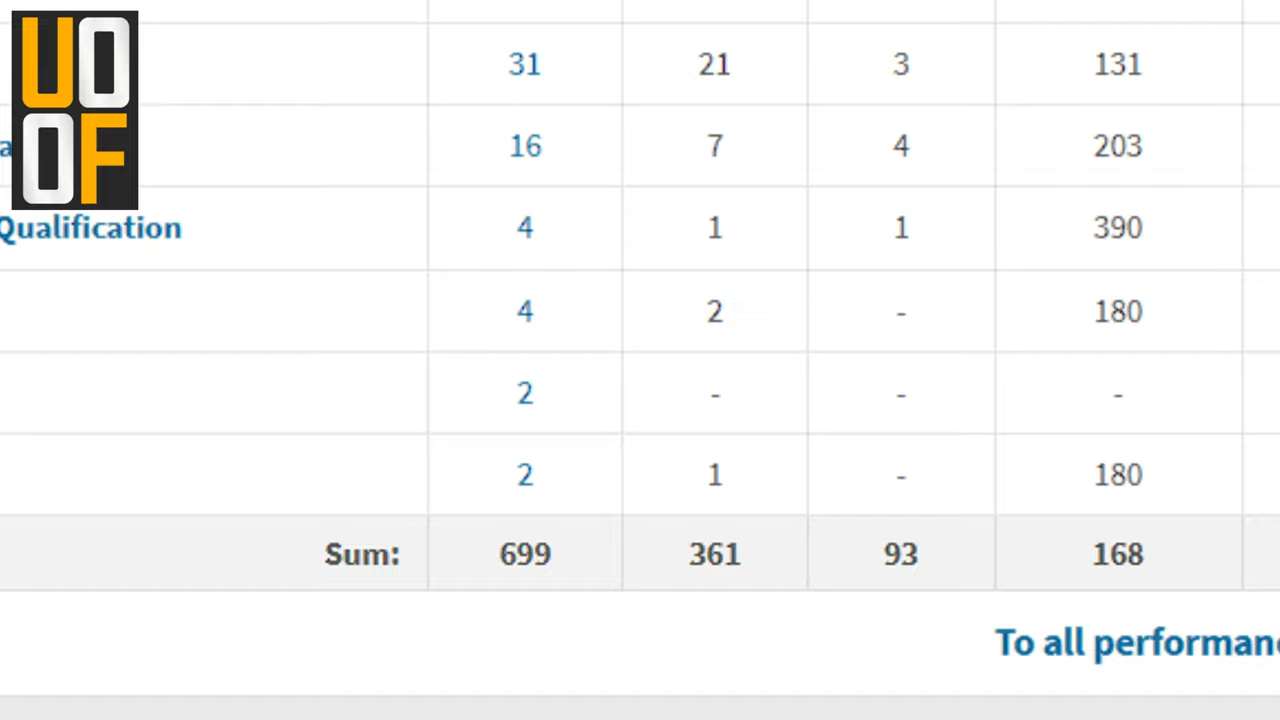 UO
OF
31 21 3 131
a 16 7 4 203
Qualification 4 1 1 390
4 2 - 180
2 - - -
2 1 - 180
Sum: 699 361 93 168
To all performanc